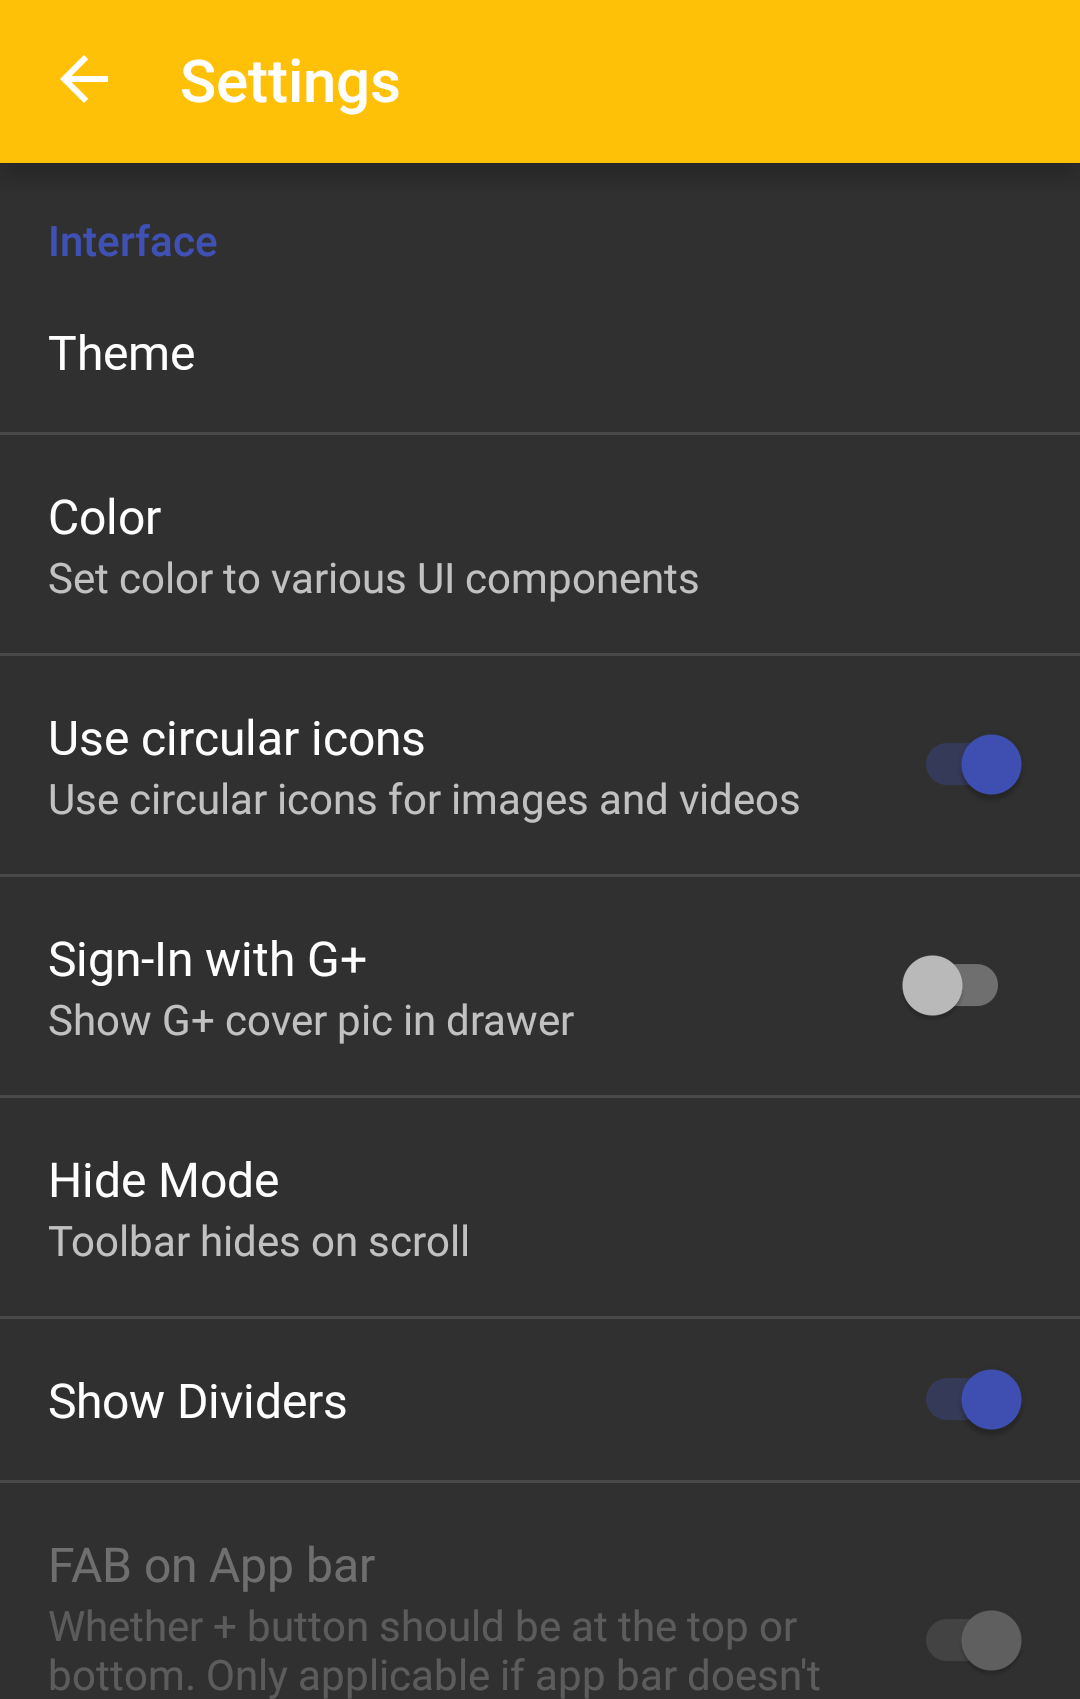 Settings
Interface
Theme
Color
Set color to various UI components
Use circular icons
Use circular icons for images and videos
Sign-In with G+
Show G+ cover pic in drawer
Hide Mode
Toolbar hides on scroll
Show Dividers
FAB on App bar
Whether + button should be at the top or
bottom. Only applicable if app bar doesn't